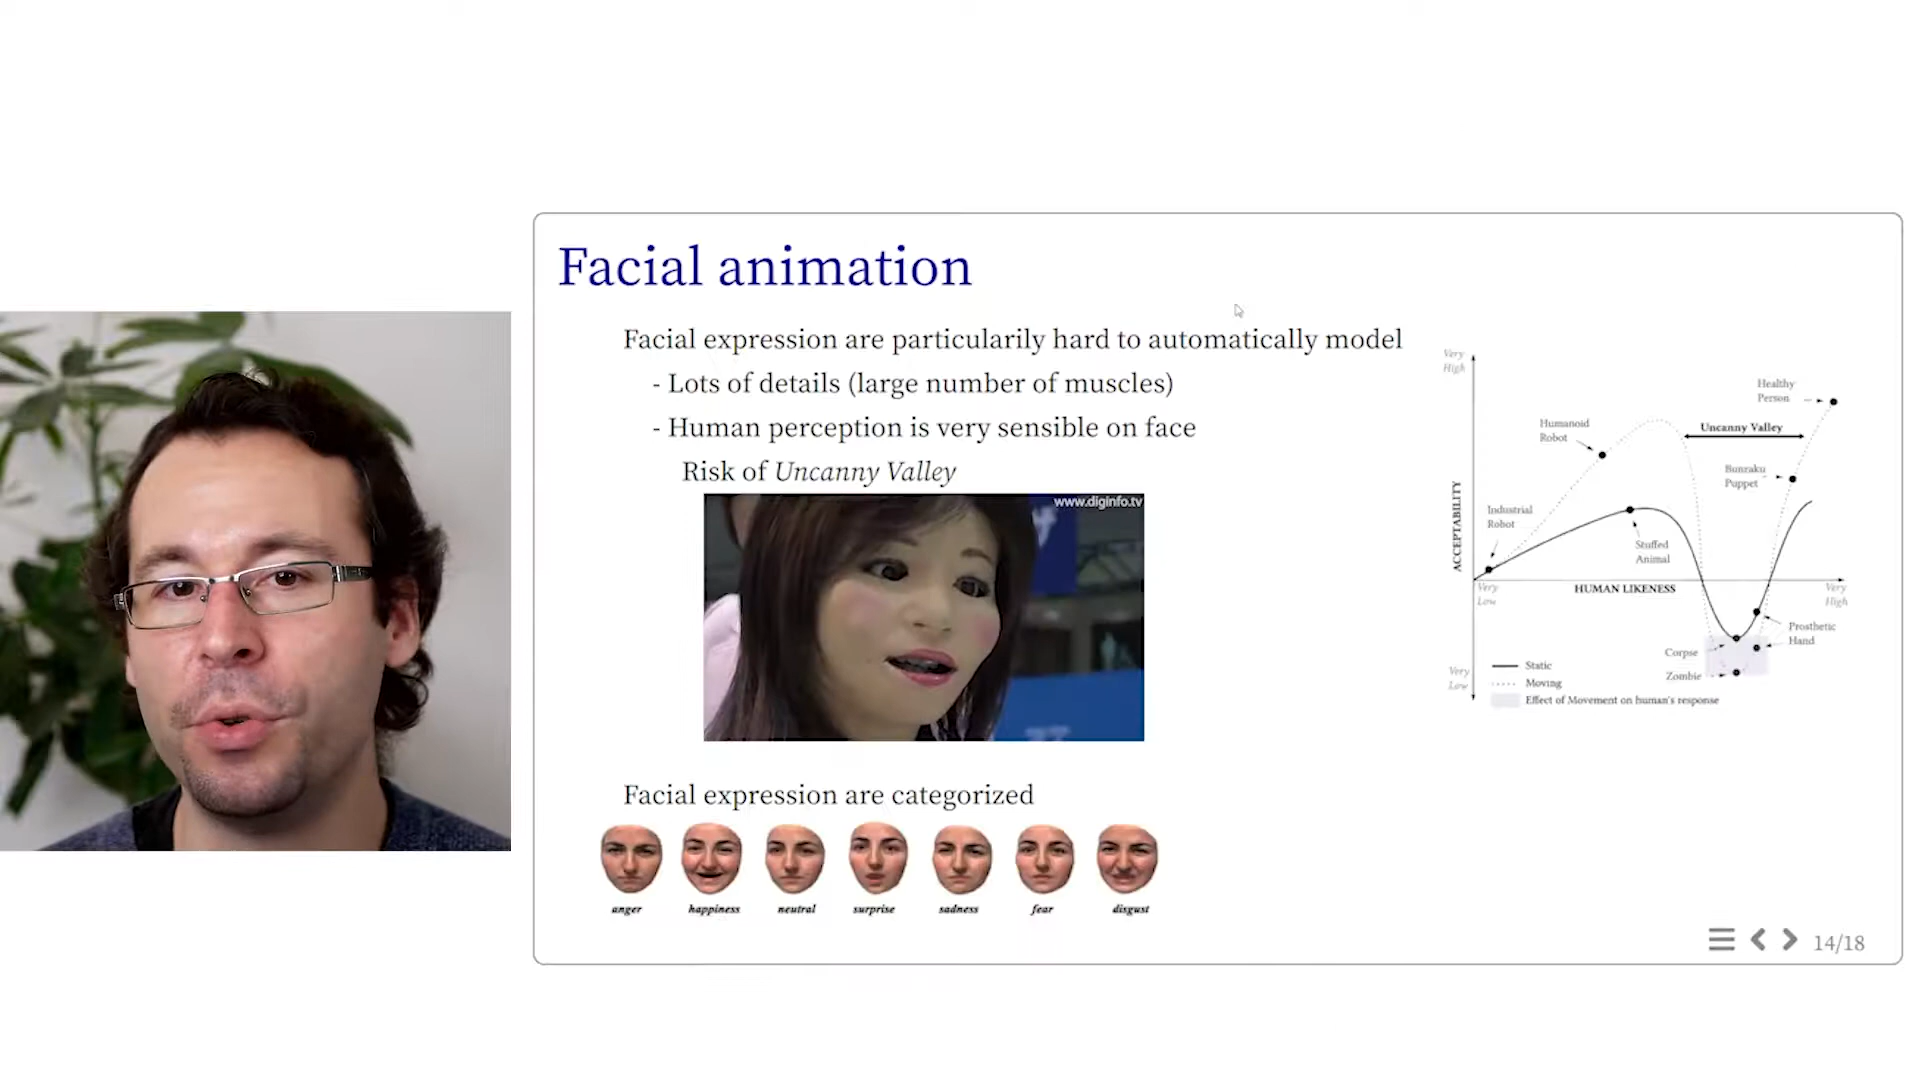 Facial animation
Facial expression are particularily hard to automatically model
- Lots of details (large number of muscles)
- Human perception is very sensible on face
Risk of Uncanny Valley
www.diginfo.tv
Facial expression are categorized
anger happiness neutral surprise sadness fear disgust
Very
High
Healthy
Person
Humanoid
Robot
Uncanny Valley
Bunraku
Puppet
ACCEPTABILITY
Industrial
Robot
Stuffed
Animal
Very
Low
HUMAN LIKENESS
Very
High
Prosthetic
Hand
Corpse
Zombie
Very
Low
Static
Moving
Effect of Movement on human's response
14/18